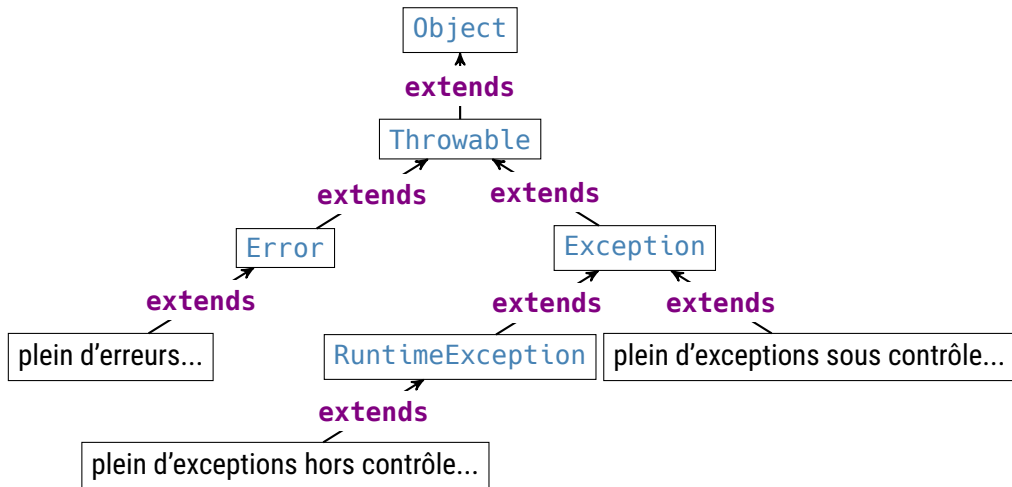 Object
extends
Throwable
extends
extends
Error
Exception
extends
extends
extends
plein d’erreurs...
RuntimeException
plein d’exceptions sous contrôle...
extends
plein d’exceptions hors contrôle...